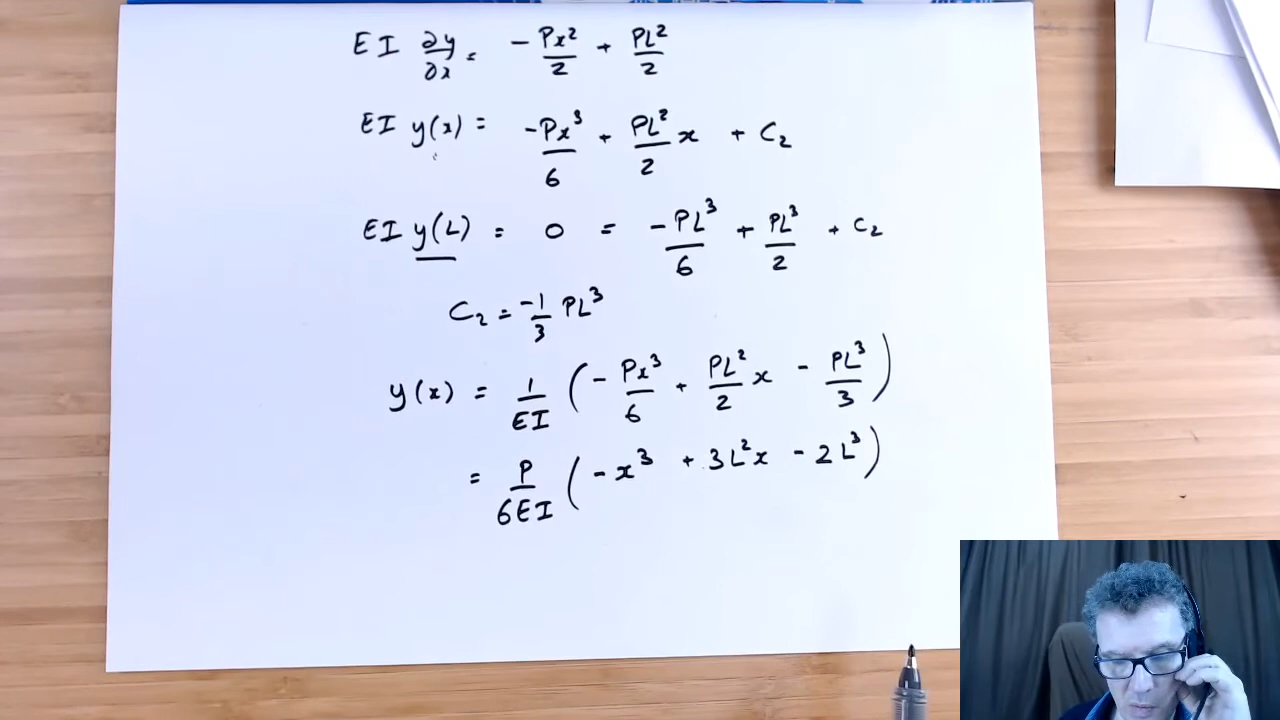 EI ∂y/∂x = - Px²/2 + PL²/2
EI y(x) = -Px³/6 + PL²/2 x + C₂
EI y(L) = 0 = -PL³/6 + PL³/2 + C₂
C₂ = -1/3 PL³
y(x) = 1/EI ( - Px³/6 + PL²/2 x - PL³/3 )
= P/6EI ( - x³ + 3L²x - 2L³ )